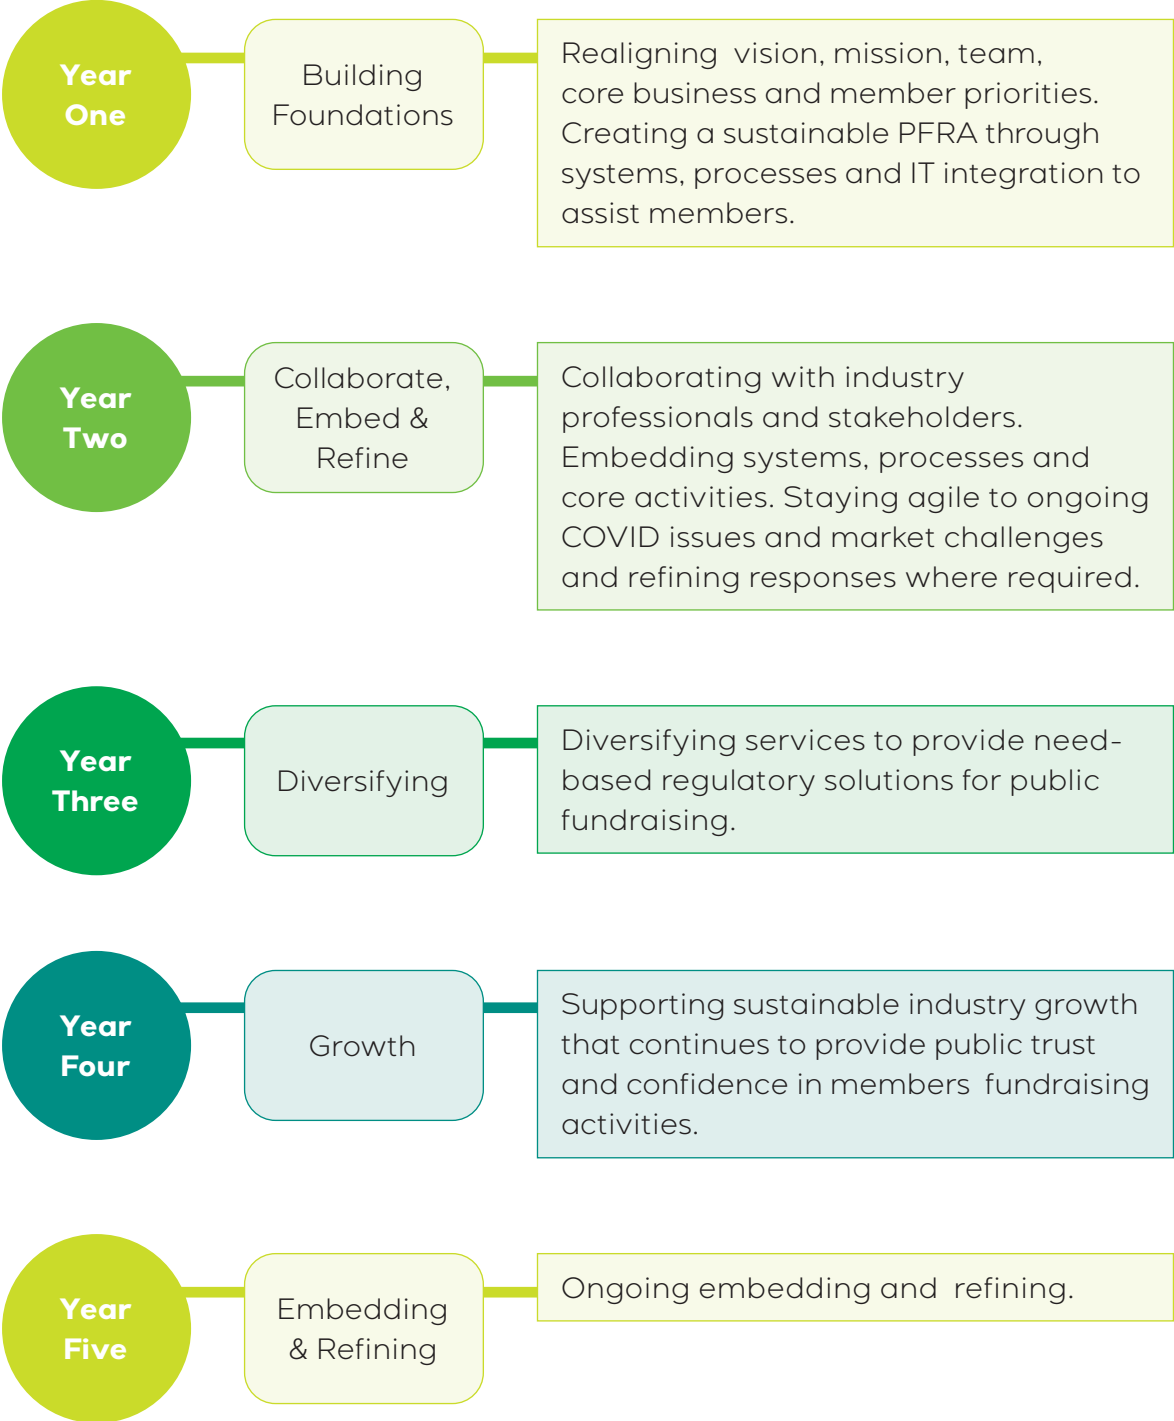 Year
One
Building
Foundations
Realigning  vision, mission, team,
core business and member priorities.
Creating a sustainable PFRA through
systems, processes and IT integration to
assist members.
Year
Two
Collaborate,
Embed &
Refine
Collaborating with industry
professionals and stakeholders.
Embedding systems, processes and
core activities. Staying agile to ongoing
COVID issues and market challenges
and refining responses where required.
Year
Three
Diversifying
Diversifying services to provide need-
based regulatory solutions for public
fundraising.
Year
Four
Growth
Supporting sustainable industry growth
that continues to provide public trust
and confidence in members  fundraising
activities.
Year
Five
Embedding
& Refining
Ongoing embedding and  refining.